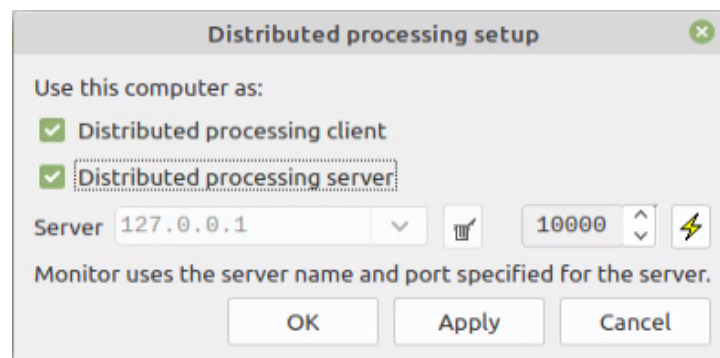 Distributed processing setup
Use this computer as:
Distributed processing client
Distributed processing server
Server 127.0.0.1 10000
Monitor uses the server name and port specified for the server.
OK Apply Cancel